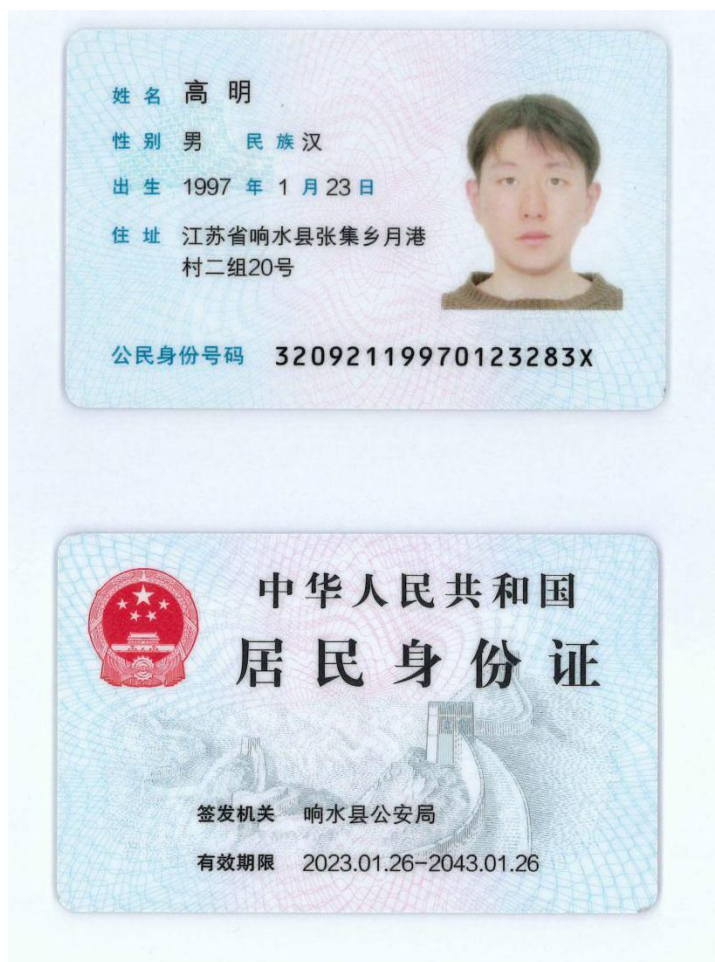 姓名 高明
性别 男 民族 汉
出生 1997 年 1 月 23 日
住址 江苏省响水县张集乡月港
村二组20号
公民身份号码 32092119970123283X
中华人民共和国
居民身份证
签发机关 响水县公安局
有效期限 2023.01.26-2043.01.26